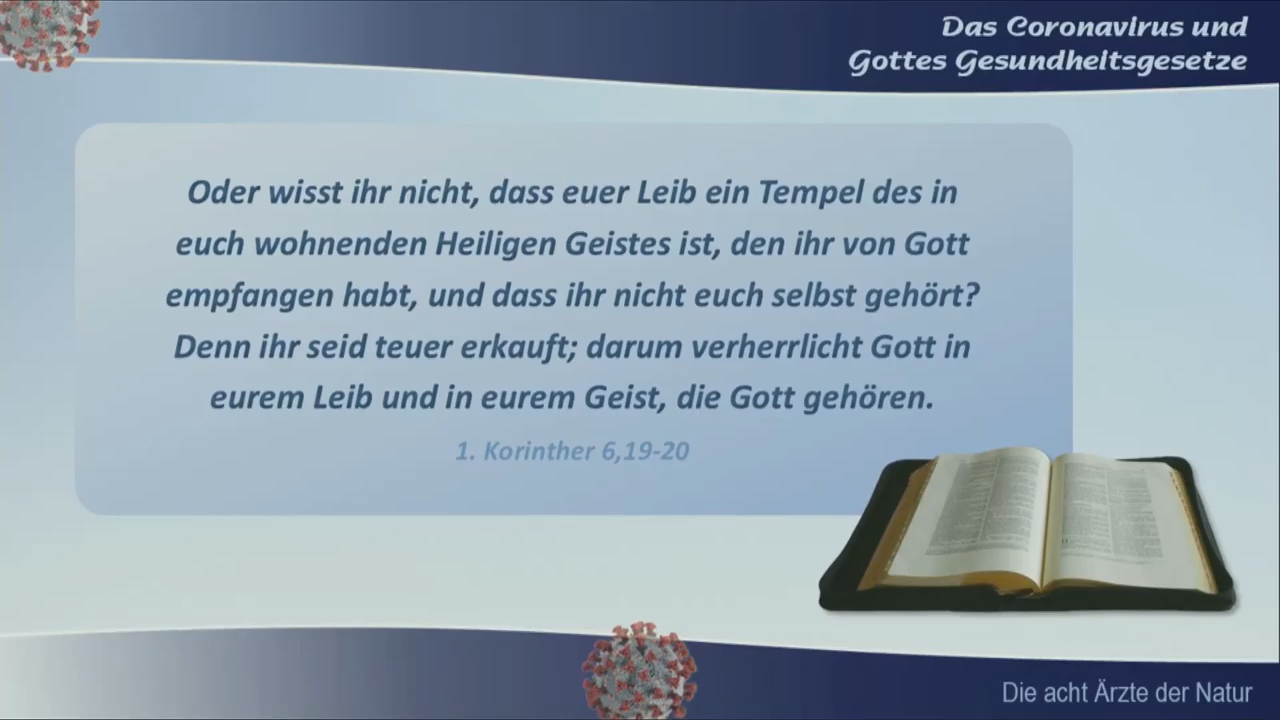 Das Coronavirus und
Gottes Gesundheitsgesetze
Oder wisst ihr nicht, dass euer Leib ein Tempel des in
euch wohnenden Heiligen Geistes ist, den ihr von Gott
empfangen habt, und dass ihr nicht euch selbst gehört?
Denn ihr seid teuer erkauft; darum verherrlicht Gott in
eurem Leib und in eurem Geist, die Gott gehören.
1. Korinther 6,19-20
Die acht Ärzte der Natur